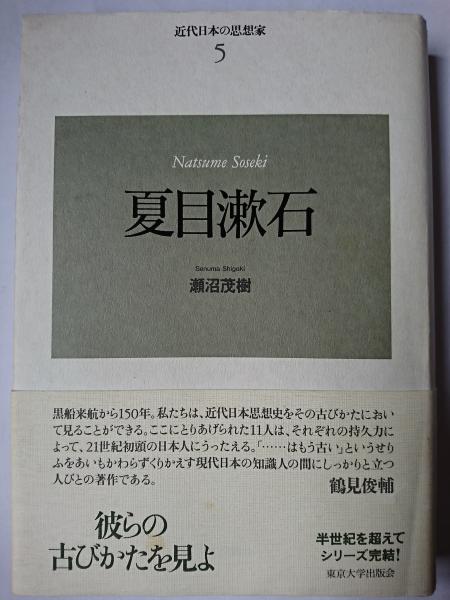 近代日本の思想家
5
Natsume Soseki
夏目漱石
Senuma Shigeki
瀬沼茂樹
黒船来航から150年。私たちは、近代日本思想史をその古びかたにおい
て見ることができる。ここにとりあげられた11人は、それぞれの持久力に
よって、21世紀初頭の日本人にうったえる。「……はもう古い」というせり
ふをあいもかわらずくりかえす現代日本の知識人の間にしっかりと立つ
人びとの著作である。
鶴見俊輔
彼らの
古びかたを見よ
半世紀を超えて
シリーズ完結!
東京大学出版会